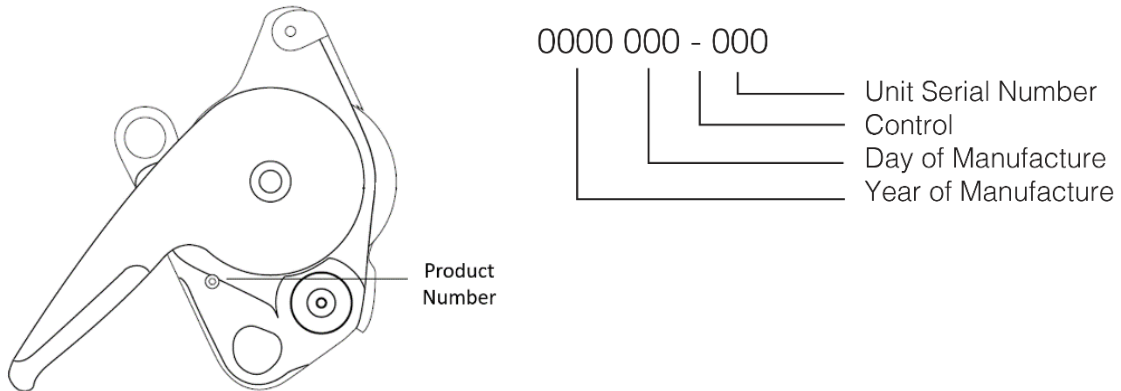 0000 000 - 000
Unit Serial Number
Control
Day of Manufacture
Year of Manufacture
Product
Number